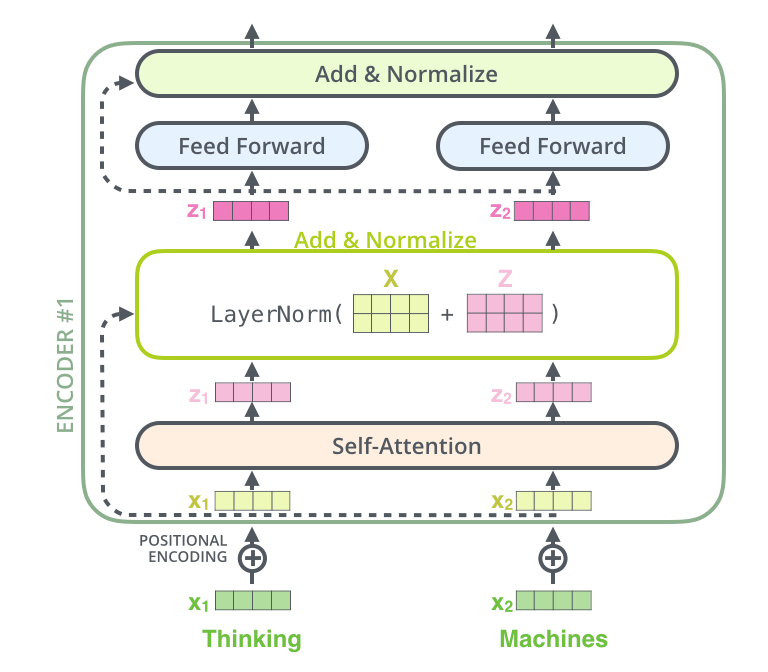 Add & Normalize
Feed Forward Feed Forward
z1 z2
Add & Normalize
X Z
LayerNorm( + )
ENCODER #1
z1 z2
Self-Attention
x1 x2
POSITIONAL
ENCODING
x1 x2
Thinking Machines